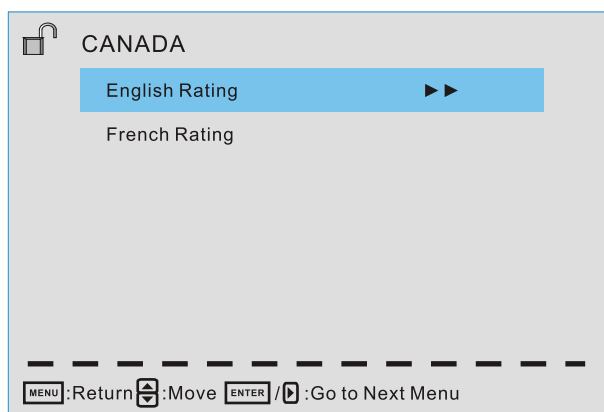 CANADA
English Rating
French Rating
MENU:Return :Move ENTER/ :Go to Next Menu